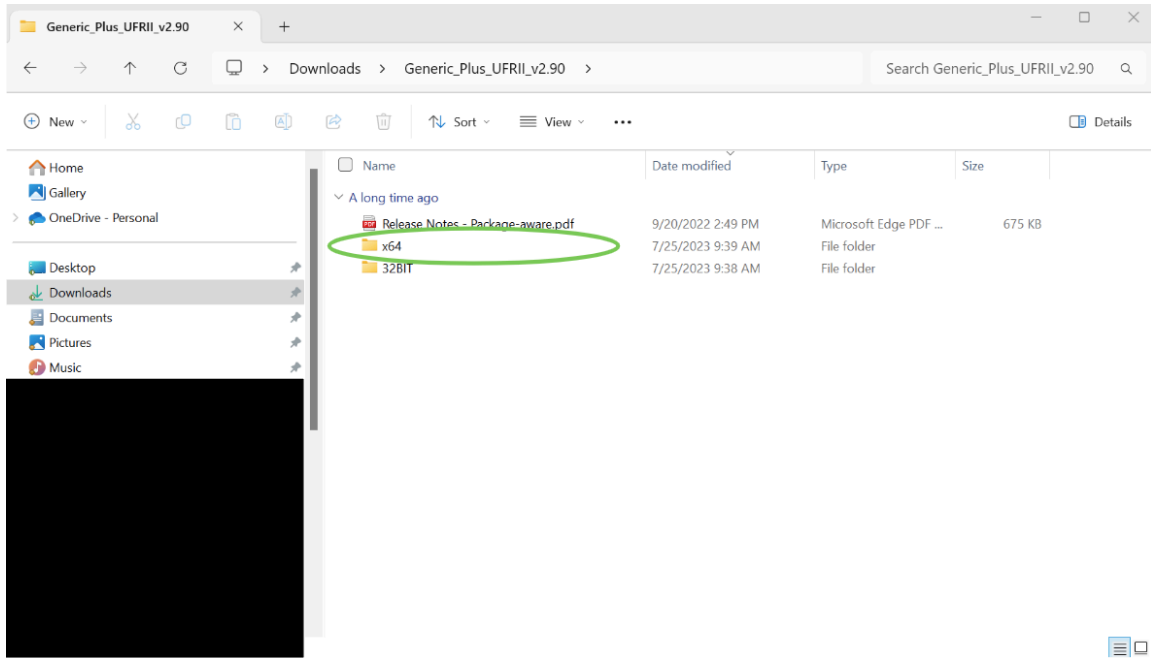 Generic_Plus_UFRII_v2.90
Downloads > Generic_Plus_UFRII_v2.90 >
Search Generic_Plus_UFRII_v2.90
New Sort View ••• Details
Home
Gallery
OneDrive - Personal
Desktop
Downloads
Documents
Pictures
Music
Name Date modified Type Size
A long time ago
Release Notes - Package-aware.pdf 9/20/2022 2:49 PM Microsoft Edge PDF ... 675 KB
x64 7/25/2023 9:39 AM File folder
32BIT 7/25/2023 9:38 AM File folder